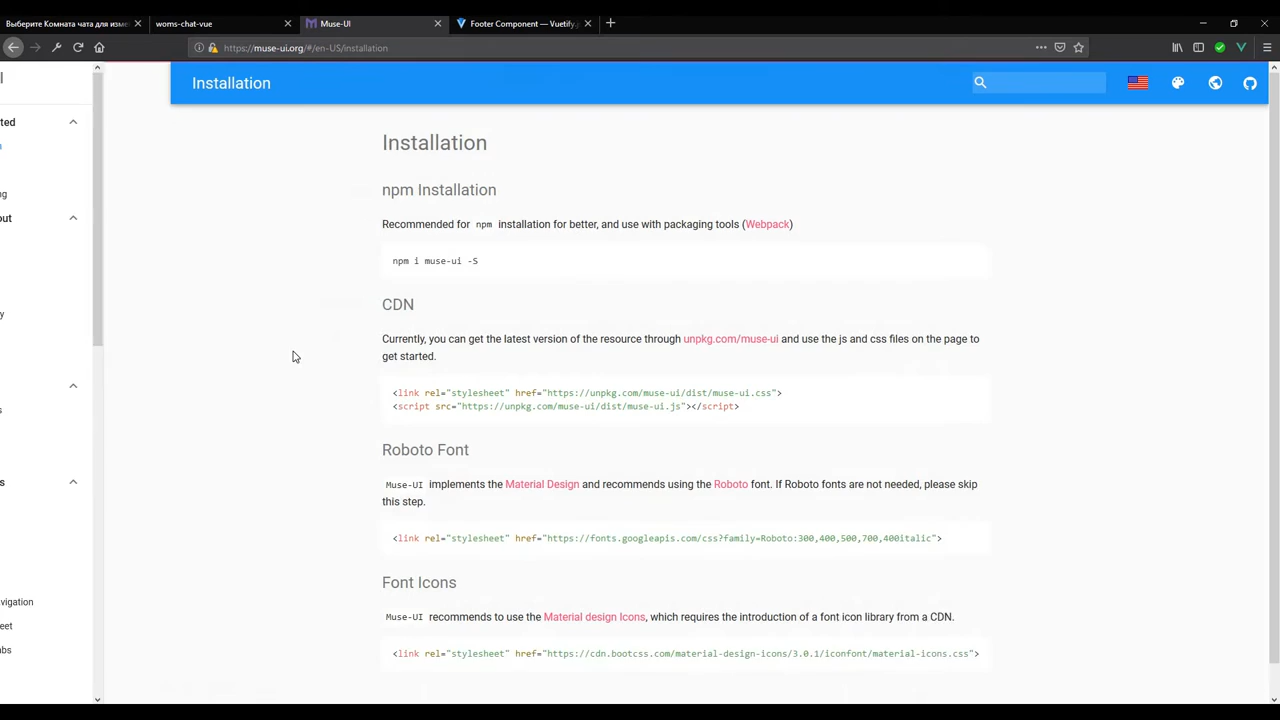 Выберите Комната чата для изме
woms-chat-vue
Muse-UI
Footer Component — Vuetify.
https://muse-ui.org/#/en-US/installation
l
ted
n
ng
out
y
s
s
vigation
eet
abs
Installation
Installation
npm Installation
Recommended for npm installation for better, and use with packaging tools (Webpack)
npm i muse-ui -S
CDN
Currently, you can get the latest version of the resource through unpkg.com/muse-ui and use the js and css files on the page to
get started.
<link rel="stylesheet" href="https://unpkg.com/muse-ui/dist/muse-ui.css">
<script src="https://unpkg.com/muse-ui/dist/muse-ui.js"></script>
Roboto Font
Muse-UI implements the Material Design and recommends using the Roboto font. If Roboto fonts are not needed, please skip
this step.
<link rel="stylesheet" href="https://fonts.googleapis.com/css?family=Roboto:300,400,500,700,400italic">
Font Icons
Muse-UI recommends to use the Material design Icons, which requires the introduction of a font icon library from a CDN.
<link rel="stylesheet" href="https://cdn.bootcss.com/material-design-icons/3.0.1/iconfont/material-icons.css">